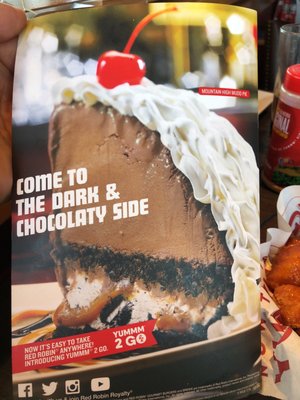 MOUNTAIN HIGH MUDD PIE
COME TO
THE DARK &
CHOCOLATY SIDE
NOW IT'S EASY TO TAKE
RED ROBIN® ANYWHERE!
INTRODUCING YUMMM® 2 GO.
YUMMM
2 GO
join Red Robin Royalty®